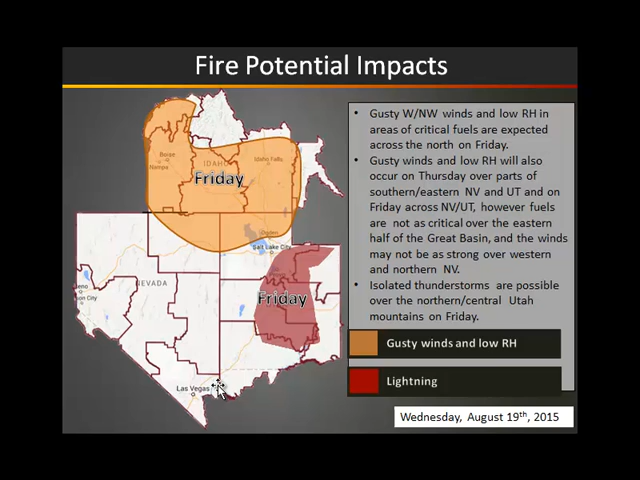 Fire Potential Impacts
Boise
Nampa
IDAHO
Idaho Falls
Friday
Ogden
Salt Lake City
NEVADA
Reno
Carson City
Friday
Las Vegas
• Gusty W/NW winds and low RH in
areas of critical fuels are expected
across the north on Friday.
• Gusty winds and low RH will also
occur on Thursday over parts of
southern/eastern NV and UT and on
Friday across NV/UT, however fuels
are not as critical over the eastern
half of the Great Basin, and the winds
may not be as strong over western
and northern NV.
• Isolated thunderstorms are possible
over the northern/central Utah
mountains on Friday.
Gusty winds and low RH
Lightning
Wednesday, August 19th, 2015